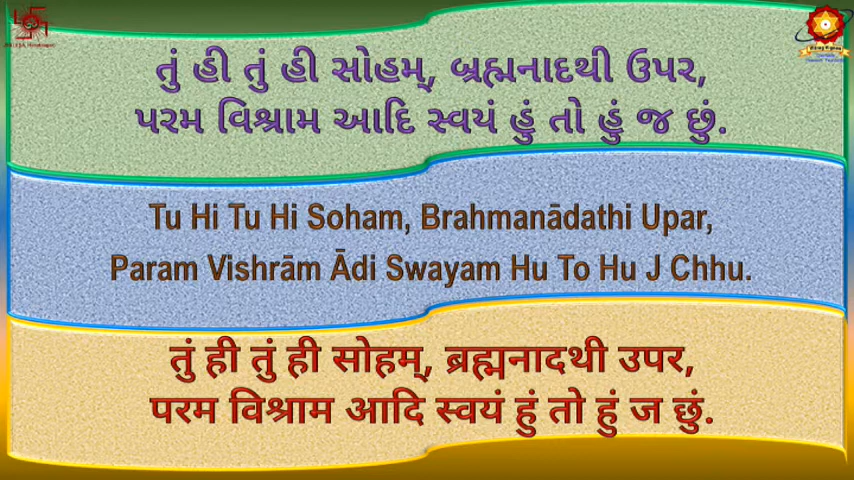 તું હી તું હી સોહમ્, બ્રહ્મનાદથી ઉપર,
પરમ વિશ્રામ આદિ સ્વયં હું તો હું જ છું.
Tu Hi Tu Hi Soham, Brahmanādathi Upar,
Param Vishrām Ādi Swayam Hu To Hu J Chhu.
तुं ही तुं ही सोहम्, ब्रह्मनादथी उपर,
परम विश्राम आदि स्वयं हुं तो हुं ज छुं.